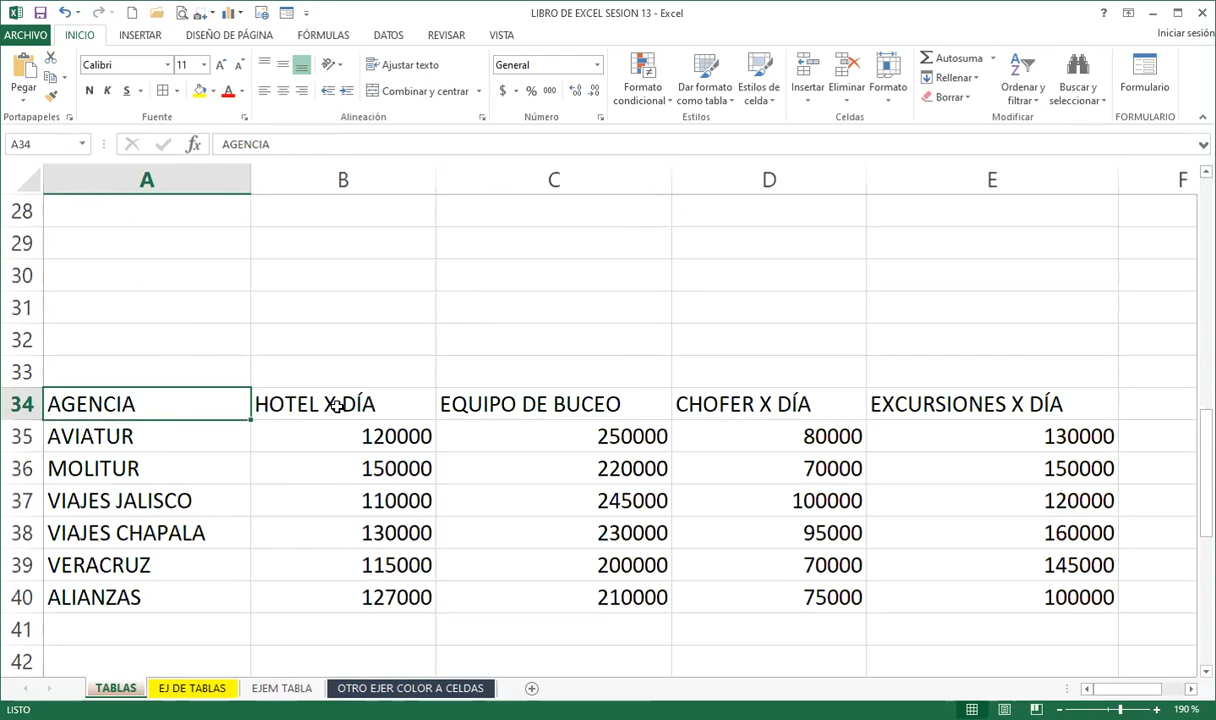 LIBRO DE EXCEL SESION 13 - Excel
ARCHIVO INICIO INSERTAR DISEÑO DE PÁGINA FÓRMULAS DATOS REVISAR VISTA Iniciar sesión
Pegar
Calibri 11
N K S
Ajustar texto
Combinar y centrar
General
$ % 000
Formato condicional
Dar formato como tabla
Estilos de celda
Insertar Eliminar Formato
Autosuma
Rellenar
Borrar
Ordenar y filtrar
Buscar y seleccionar
Formulario
Portapapeles Fuente Alineación Número Estilos Celdas Modificar FORMULARIO
A34 fx AGENCIA
A B C D E F
28
29
30
31
32
33
34 AGENCIA HOTEL X DÍA EQUIPO DE BUCEO CHOFER X DÍA EXCURSIONES X DÍA
35 AVIATUR 120000 250000 80000 130000
36 MOLITUR 150000 220000 70000 150000
37 VIAJES JALISCO 110000 245000 100000 120000
38 VIAJES CHAPALA 130000 230000 95000 160000
39 VERACRUZ 115000 200000 70000 145000
40 ALIANZAS 127000 210000 75000 100000
41
42
TABLAS EJ DE TABLAS EJEM TABLA OTRO EJER COLOR A CELDAS
LISTO 190 %